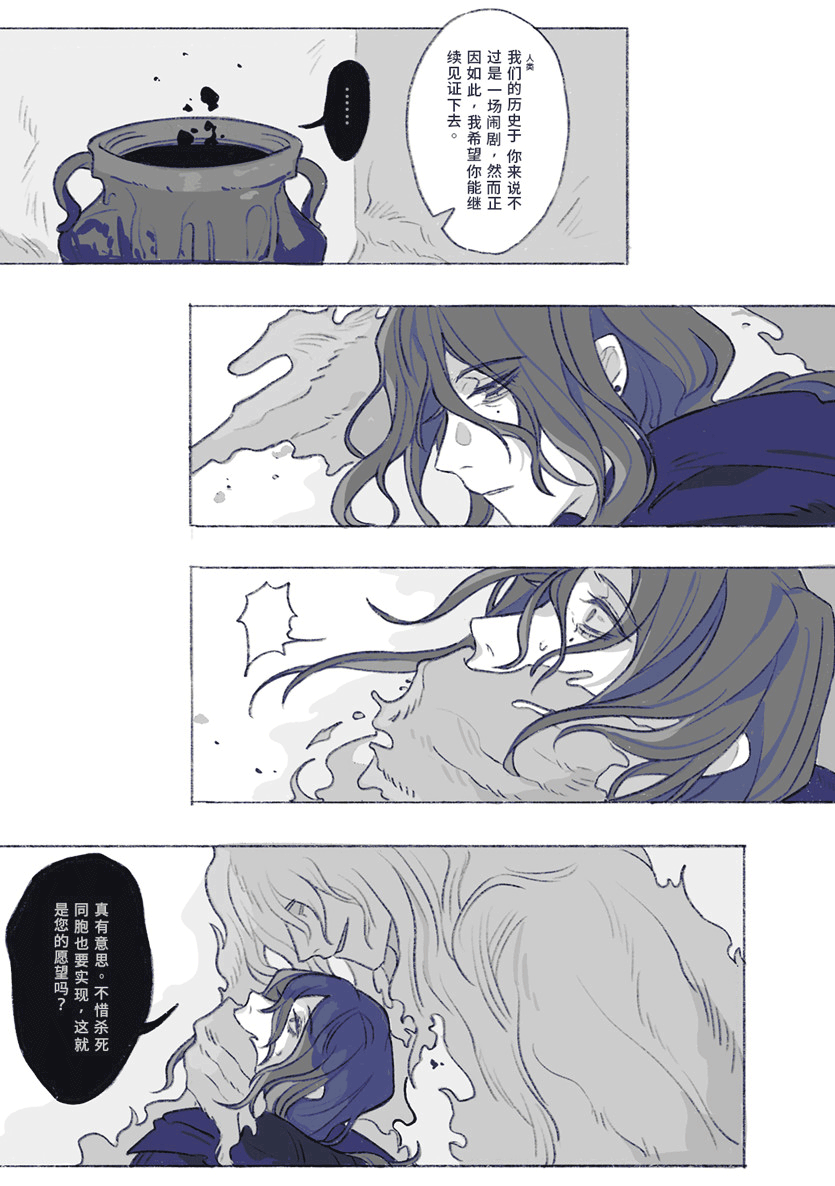 人类
我们的历史于 你来说不
过是一场闹剧，然而正
因如此，我希望你能继
续见证下去。
……
真有意思。不惜杀死
同胞也要实现，这就
是您的愿望吗？